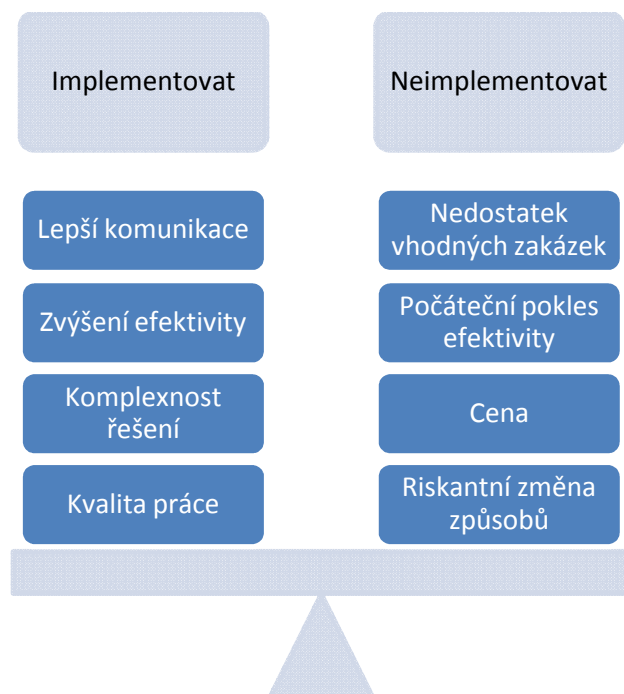 Implementovat
Neimplementovat
Lepší komunikace
Nedostatek
vhodných zakázek
Zvýšení efektivity
Počáteční pokles
efektivity
Komplexnost
řešení
Cena
Kvalita práce
Riskantní změna
způsobů